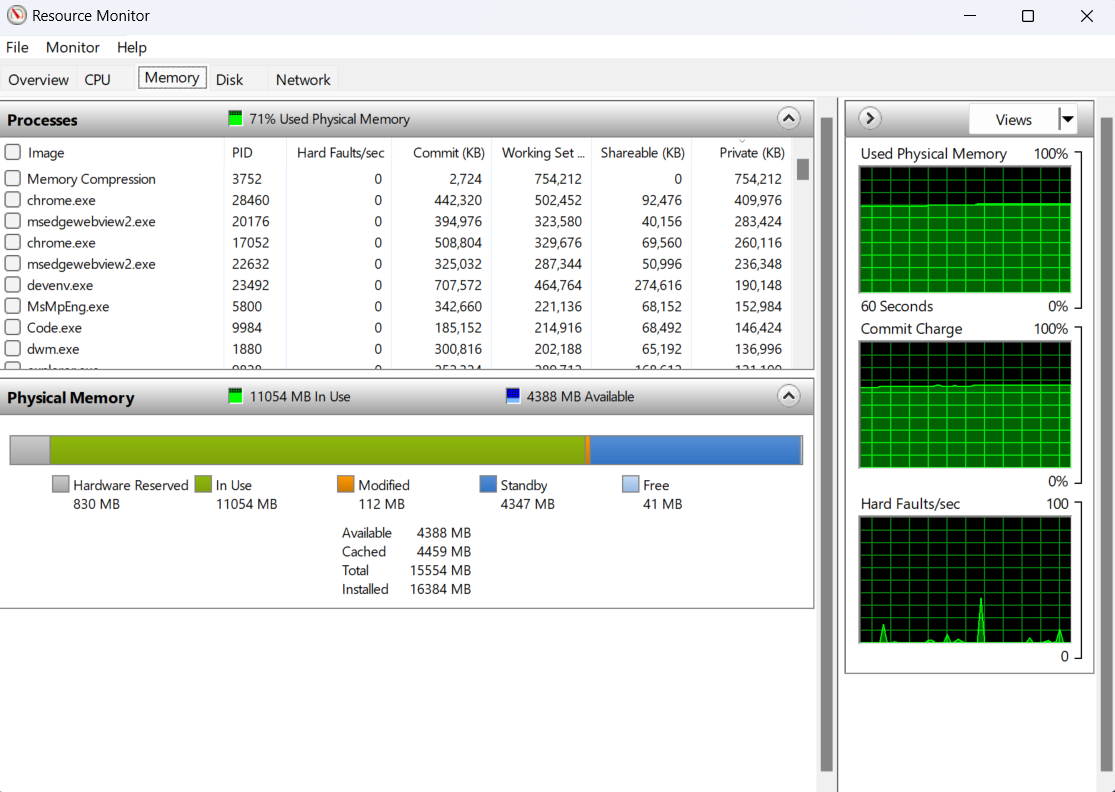 Resource Monitor
File Monitor Help
Overview CPU Memory Disk Network
Processes 71% Used Physical Memory
Image PID Hard Faults/sec Commit (KB) Working Set ... Shareable (KB) Private (KB)
Memory Compression 3752 0 2,724 754,212 0 754,212
chrome.exe 28460 0 442,320 502,452 92,476 409,976
msedgewebview2.exe 20176 0 394,976 323,580 40,156 283,424
chrome.exe 17052 0 508,804 329,676 69,560 260,116
msedgewebview2.exe 22632 0 325,032 287,344 50,996 236,348
devenv.exe 23492 0 707,572 464,764 274,616 190,148
MsMpEng.exe 5800 0 342,660 221,136 68,152 152,984
Code.exe 9984 0 185,152 214,916 68,492 146,424
dwm.exe 1880 0 300,816 202,188 65,192 136,996
Physical Memory 11054 MB In Use 4388 MB Available
Hardware Reserved In Use Modified Standby Free
830 MB 11054 MB 112 MB 4347 MB 41 MB
Available 4388 MB
Cached 4459 MB
Total 15554 MB
Installed 16384 MB
Views
Used Physical Memory 100%
60 Seconds 0%
Commit Charge 100%
0%
Hard Faults/sec 100
0